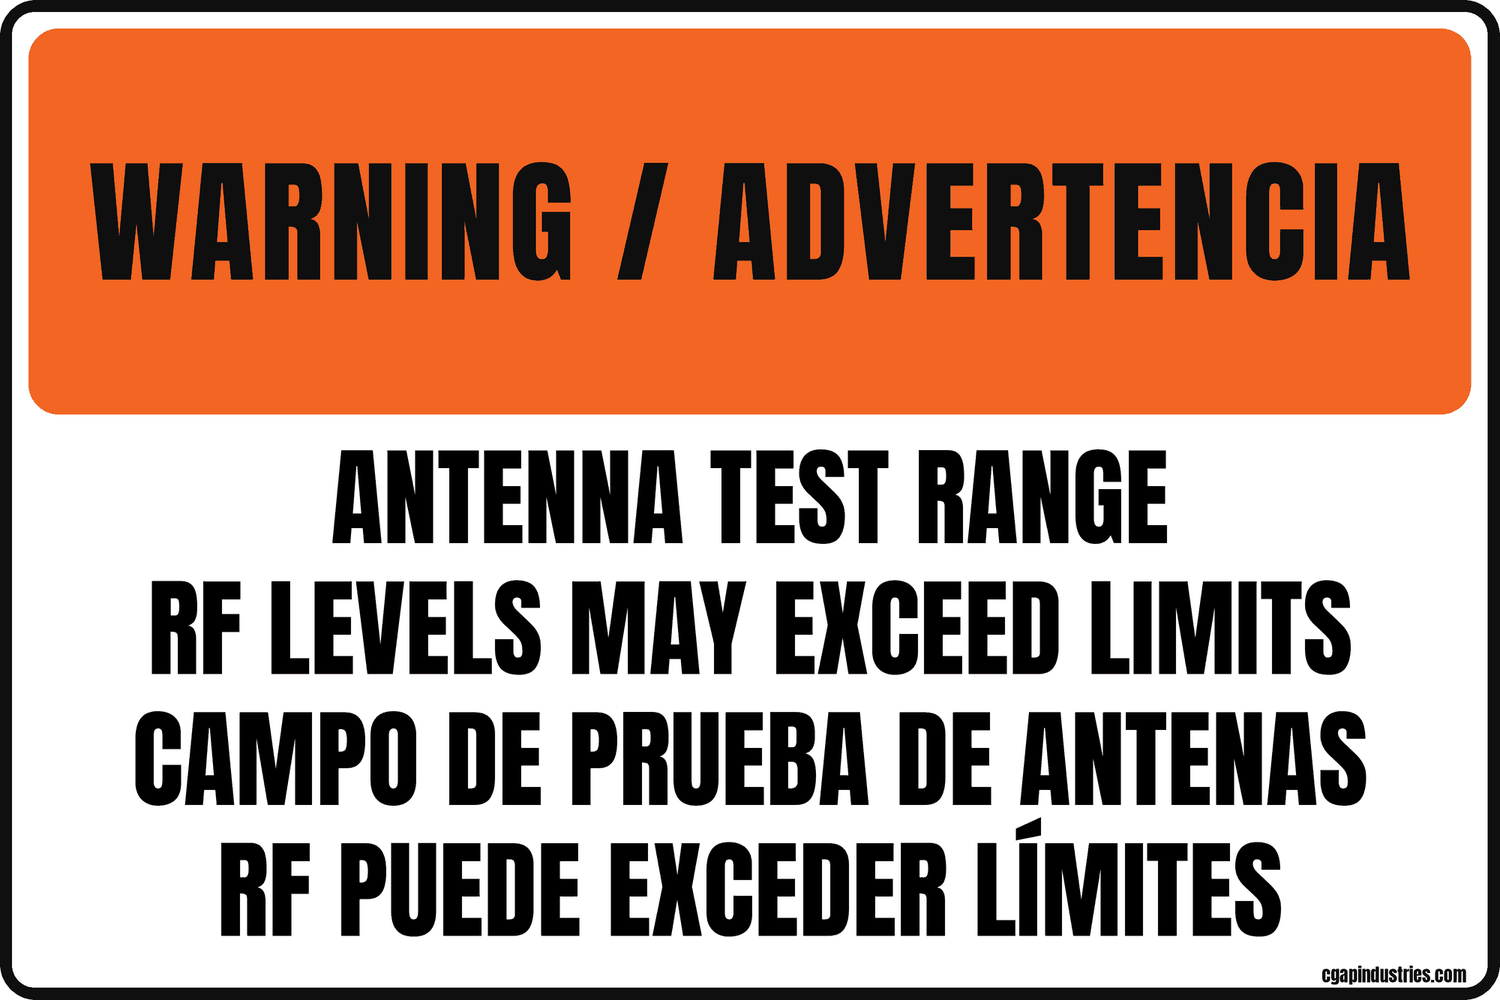 WARNING / ADVERTENCIA
ANTENNA TEST RANGE
RF LEVELS MAY EXCEED LIMITS
CAMPO DE PRUEBA DE ANTENAS
RF PUEDE EXCEDER LÍMITES
cgapindustries.com